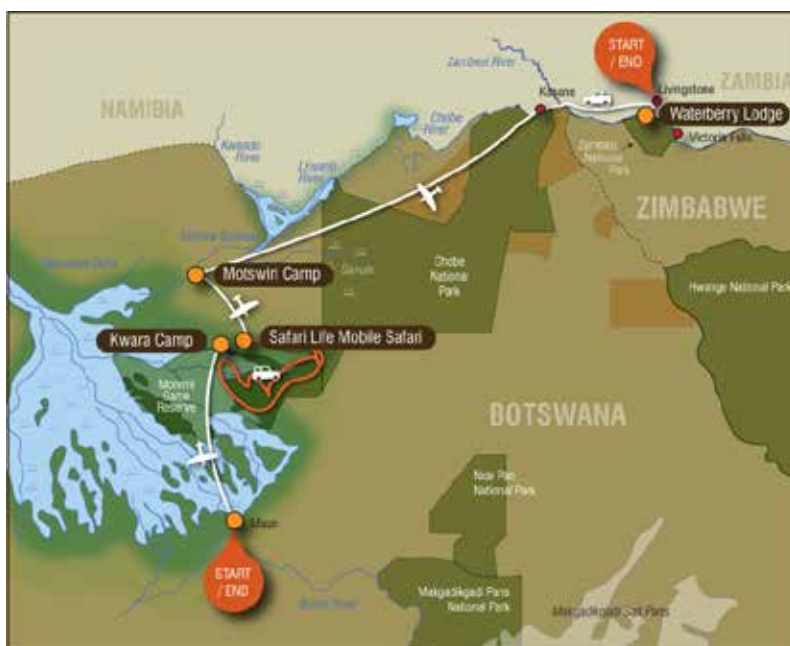 START
/ END
Zambezi River
ZAMBIA
NAMIBIA
Kasane
Livingstone
Waterberry Lodge
Victoria Falls
Chobe
River
Kwando
River
Linyanti
River
Zambezi
National
Park
ZIMBABWE
Motswiri Camp
Chobe
National
Park
Hwange National Park
Kwara Camp
Safari Life Mobile Safari
Moremi
Game
Reserve
BOTSWANA
Nxai Pan
National Park
Maun
START
/ END
River
Makgadikgadi Pans
National Park
Makgadikgadi Salt Pans